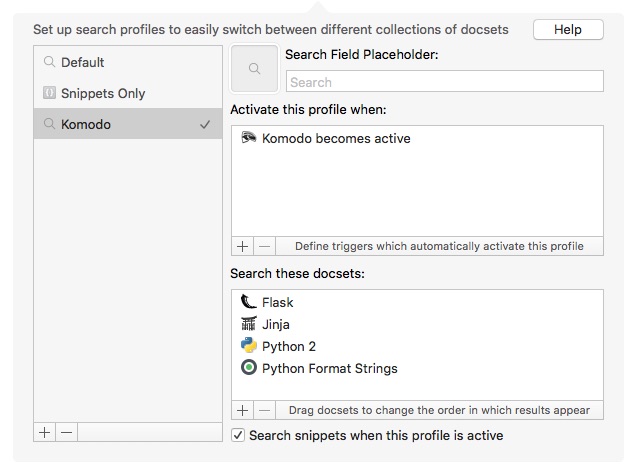 Set up search profiles to easily switch between different collections of docsets
Help
Default
Snippets Only
Komodo
Search Field Placeholder:
Search
Activate this profile when:
Komodo becomes active
Define triggers which automatically activate this profile
Search these docsets:
Flask
Jinja
Python 2
Python Format Strings
Drag docsets to change the order in which results appear
Search snippets when this profile is active